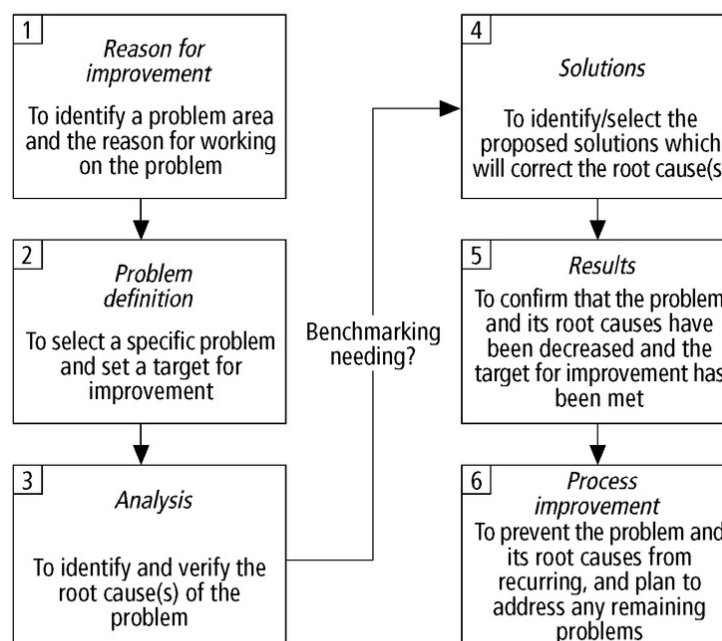 1
Reason for
improvement
To identify a problem area
and the reason for working
on the problem
2
Problem
definition
To select a specific problem
and set a target for
improvement
3
Analysis
To identify and verify the
root cause(s) of the
problem
Benchmarking
needing?
4
Solutions
To identify/select the
proposed solutions which
will correct the root cause(s
5
Results
To confirm that the problem
and its root causes have
been decreased and the
target for improvement has
been met
6
Process
improvement
To prevent the problem and
its root causes from
recurring, and plan to
address any remaining
problems